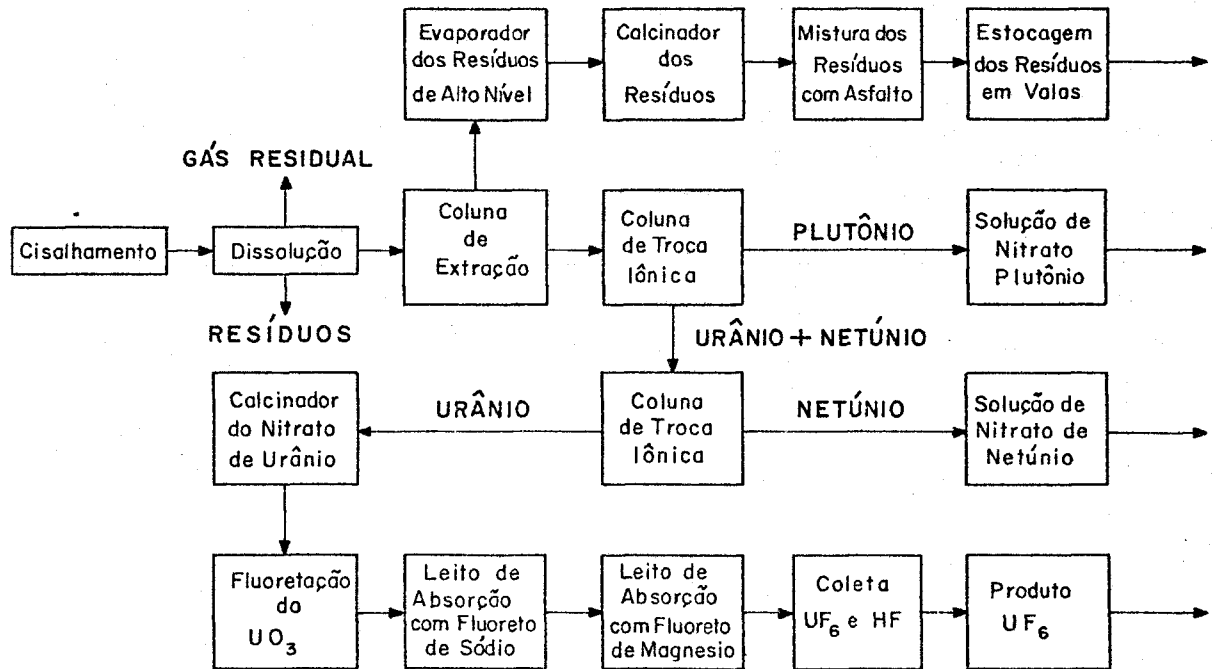 Evaporador
dos Resíduos
de Alto Nível
Calcinador
dos
Resíduos
Mistura dos
Resíduos
com Asfalto
Estocagem
dos Resíduos
em Valas
GÁS RESIDUAL
Cisalhamento
Dissolução
Coluna
de
Extração
Coluna
de Troca
Iônica
PLUTÔNIO
Solução de
Nitrato
Plutônio
RESÍDUOS
URÂNIO + NETÚNIO
Calcinador
do Nitrato
de Urânio
URÂNIO
Coluna
de Troca
Iônica
NETÚNIO
Solução de
Nitrato de
Netúnio
Fluoretação
do
UO₃
Leito de
Absorção
com Fluoreto
de Sódio
Leito de
Absorção
com Fluoreto
de Magnesio
Coleta
UF₆ e HF
Produto
UF₆